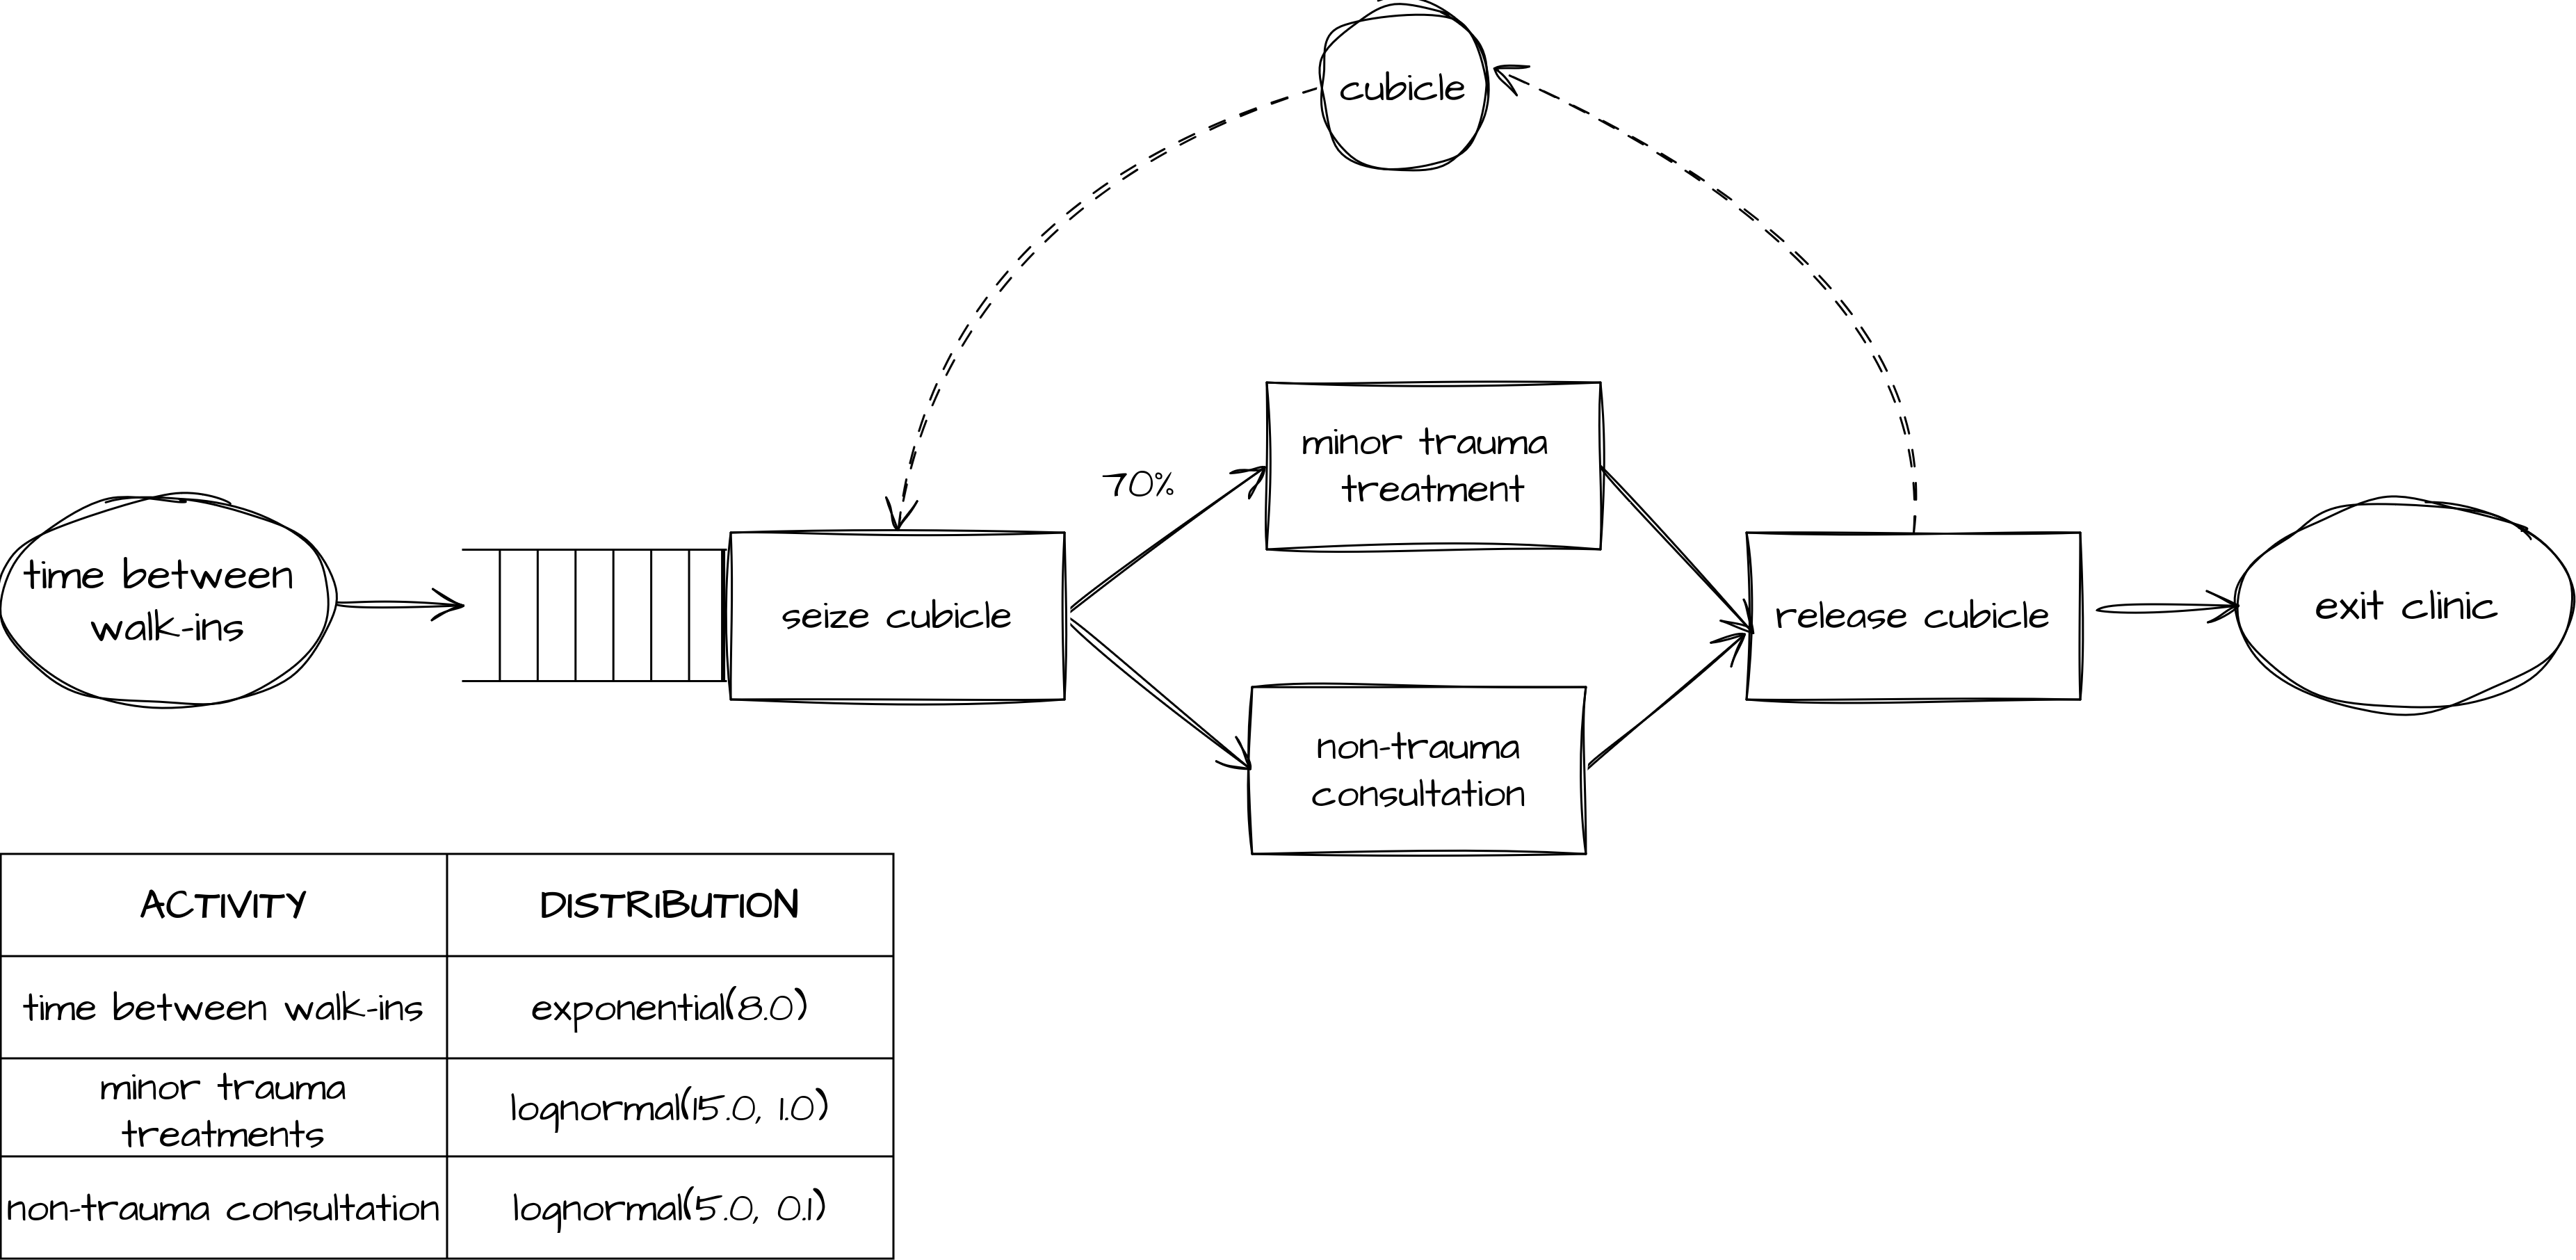 cubicle
70%
minor trauma
treatment
time between
walk-ins
seize cubicle
release cubicle
exit clinic
non-trauma
consultation
ACTIVITY
DISTRIBUTION
time between walk-ins
exponential(8.0)
minor trauma
treatments
lognormal(15.0, 1.0)
non-trauma consultation
lognormal(5.0, 0.1)